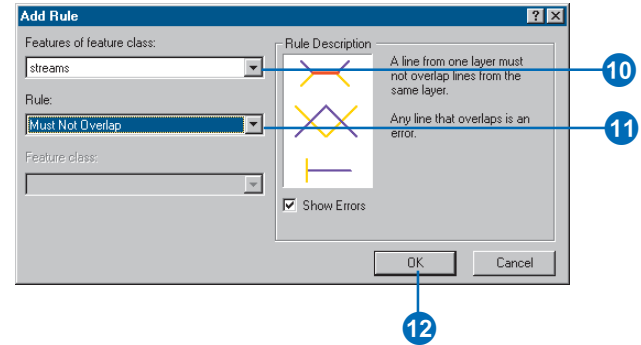 Add Rule
Features of feature class:
streams
Rule:
Must Not Overlap
Feature class:
Rule Description
A line from one layer must
not overlap lines from the
same layer.
Any line that overlaps is an
error.
Show Errors
OK
Cancel
10
11
12